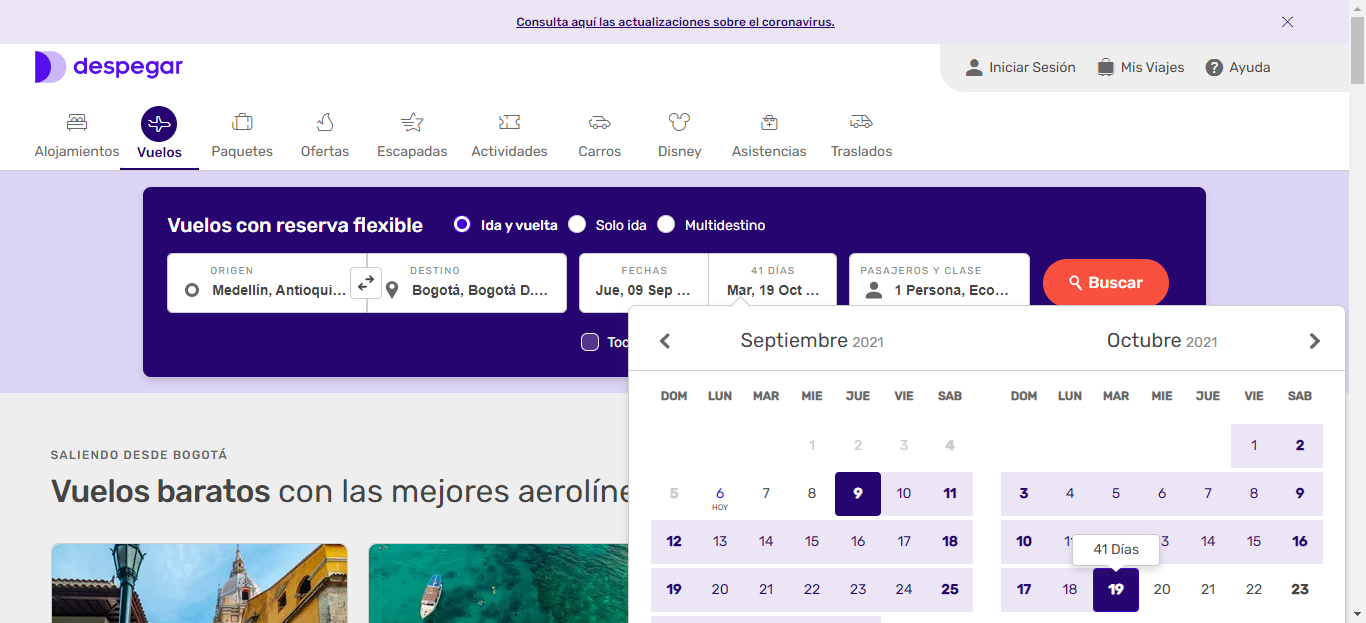 Consulta aquí las actualizaciones sobre el coronavirus.
despegar
Iniciar Sesión Mis Viajes ? Ayuda
Alojamientos Vuelos Paquetes Ofertas Escapadas Actividades Carros Disney Asistencias Traslados
Vuelos con reserva flexible Ida y vuelta Solo ida Multidestino
ORIGEN DESTINO FECHAS 41 DÍAS PASAJEROS Y CLASE
Medellín, Antioqui... Bogotá, Bogotá D.... Jue, 09 Sep ... Mar, 19 Oct ... 1 Persona, Eco... Buscar
Septiembre 2021 Octubre 2021
DOM LUN MAR MIE JUE VIE SAB DOM LUN MAR MIE JUE VIE SAB
1 2 3 4 1 2
5 6 7 8 9 10 11 3 4 5 6 7 8 9
HOY
12 13 14 15 16 17 18 10 14 15 16
41 Días
19 20 21 22 23 24 25 17 18 19 20 21 22 23
SALIENDO DESDE BOGOTÁ
Vuelos baratos con las mejores